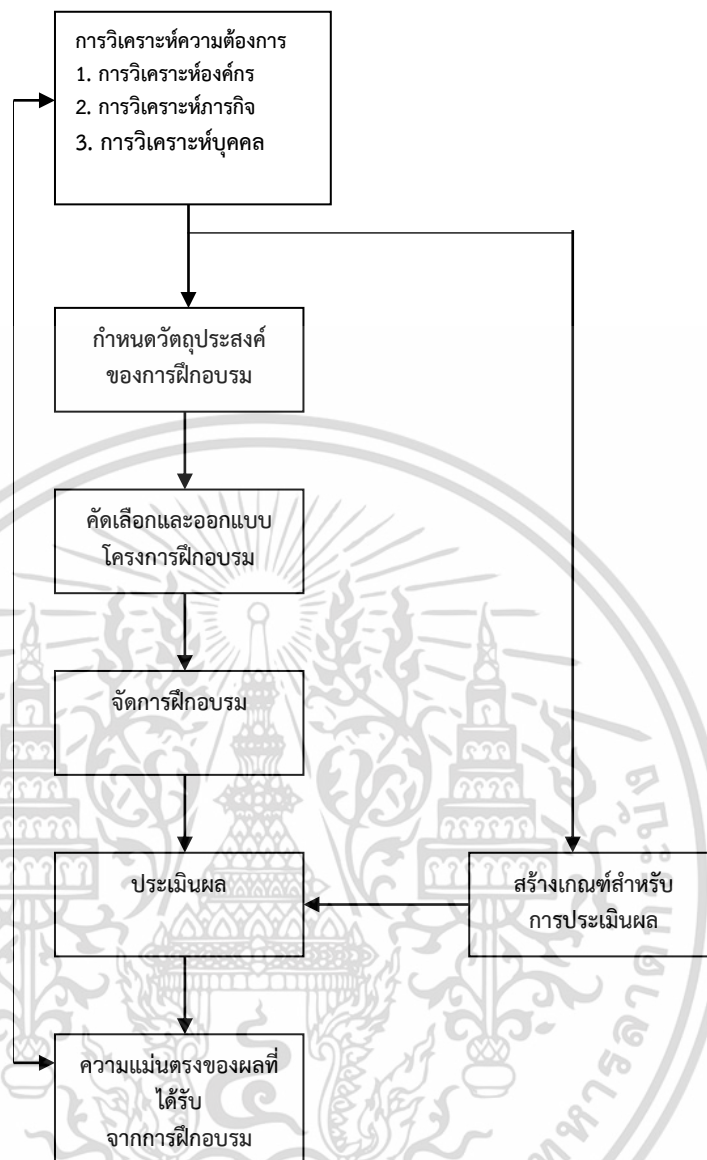 การวิเคราะห์ความต้องการ
1. การวิเคราะห์องค์กร
2. การวิเคราะห์ภารกิจ
3. การวิเคราะห์บุคคล
กำหนดวัตถุประสงค์
ของการฝึกอบรม
คัดเลือกและออกแบบ
โครงการฝึกอบรม
จัดการฝึกอบรม
ประเมินผล
สร้างเกณฑ์สำหรับ
การประเมินผล
ความแม่นตรงของผลที่
ได้รับ
จากการฝึกอบรม